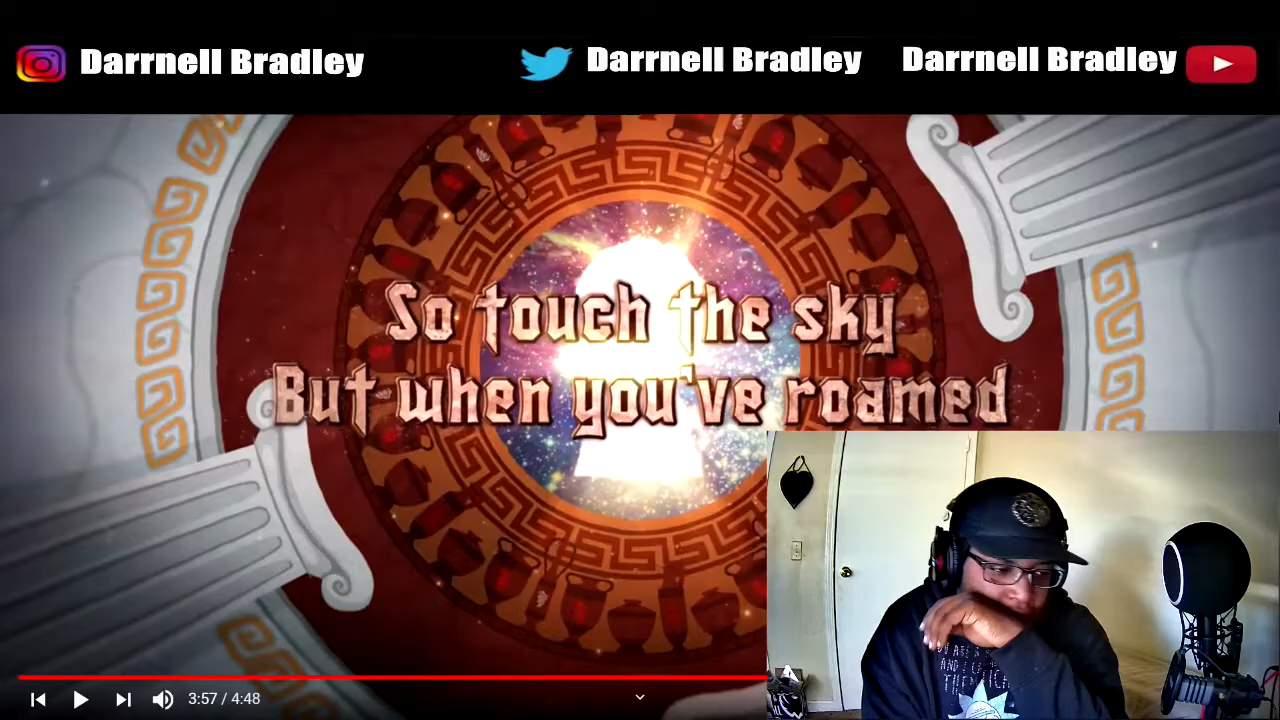 Darrnell Bradley
Darrnell Bradley
Darrnell Bradley
So touch the sky
But when you've roamed
3:57 / 4:48